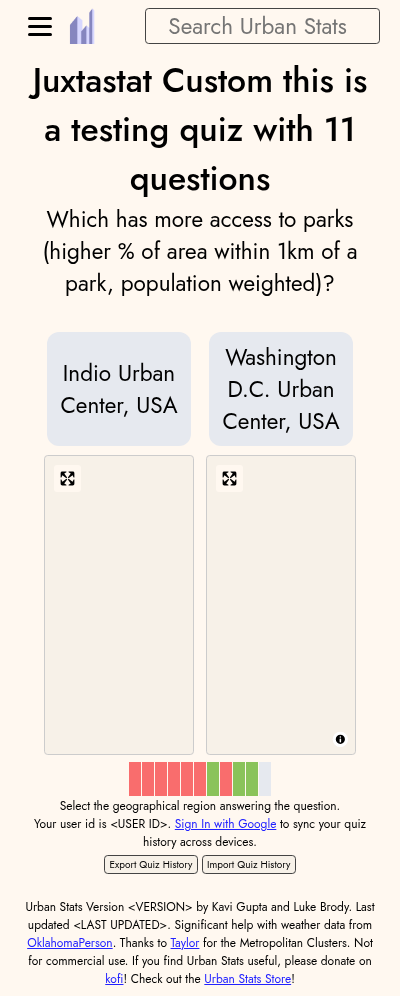 Search Urban Stats
Juxtastat Custom this is
a testing quiz with 11
questions
Which has more access to parks
(higher % of area within 1km of a
park, population weighted)?
Indio Urban
Center, USA
Washington
D.C. Urban
Center, USA
Select the geographical region answering the question.
Your user id is <USER ID>. Sign In with Google to sync your quiz
history across devices.
Export Quiz History Import Quiz History
Urban Stats Version <VERSION> by Kavi Gupta and Luke Brody. Last
updated <LAST UPDATED>. Significant help with weather data from
OklahomaPerson. Thanks to Taylor for the Metropolitan Clusters. Not
for commercial use. If you find Urban Stats useful, please donate on
kofi! Check out the Urban Stats Store!